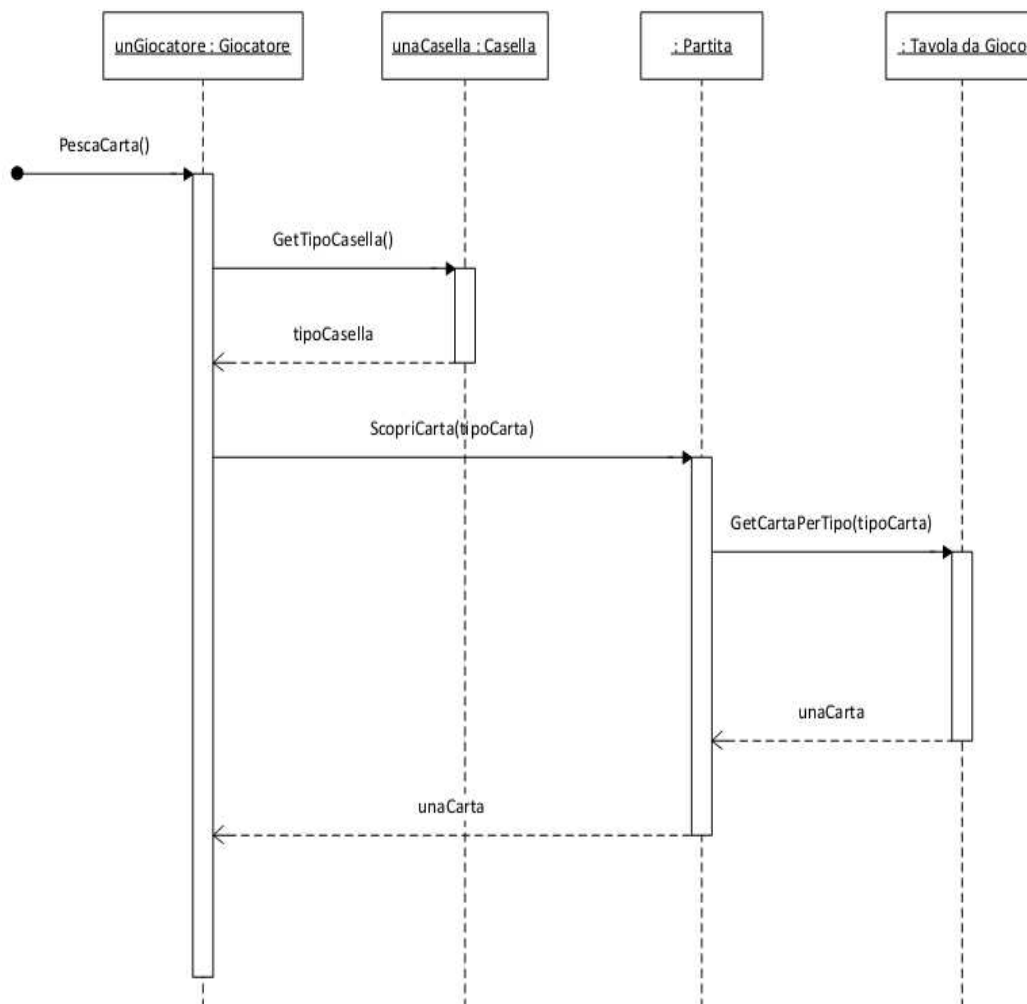 unGiocatore : Giocatore
unaCasella : Casella
: Partita
: Tavola da Gioco
PescaCarta()
GetTipoCasella()
tipoCasella
ScopriCarta(tipoCarta)
GetCartaPerTipo(tipoCarta)
unaCarta
unaCarta